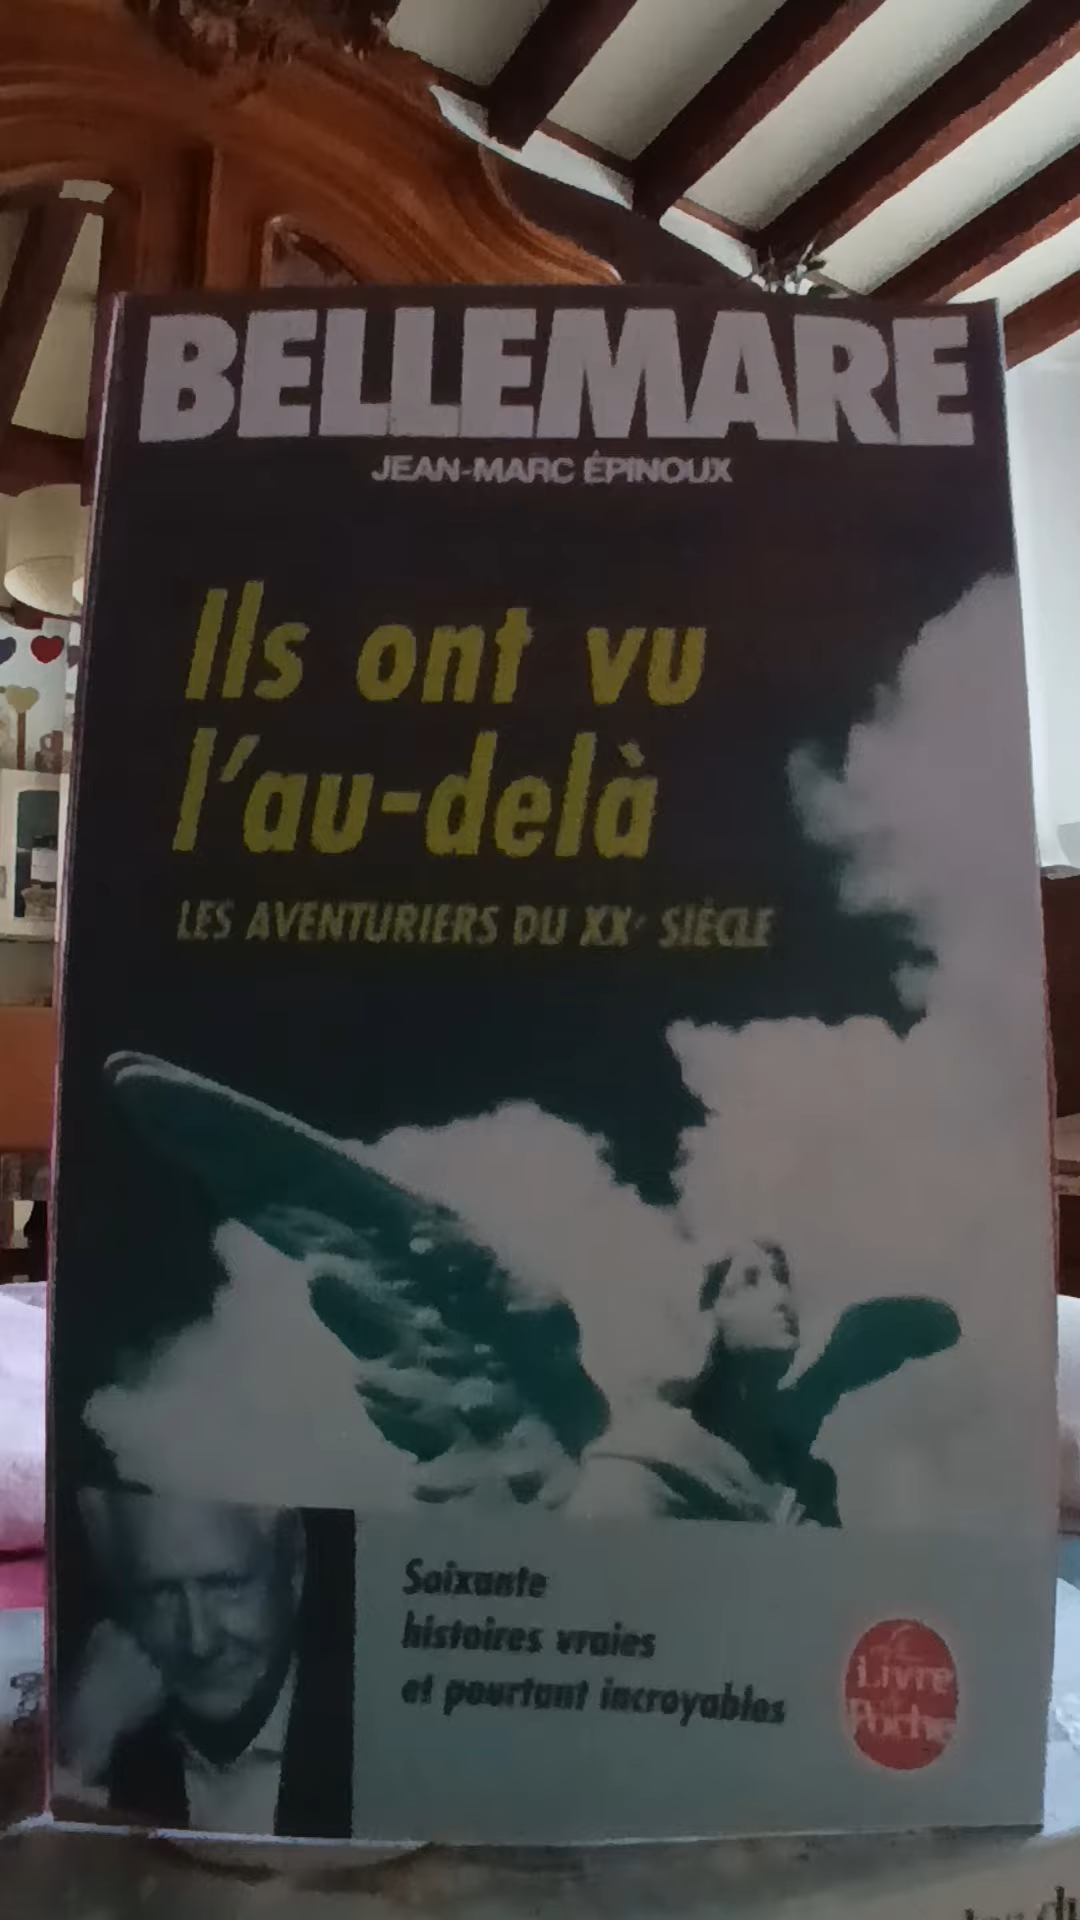 BELLEMARE
JEAN-MARC ÉPINOUX
Ils ont vu
l'au-delà
LES AVENTURIERS DU XXe SIÈCLE
Soixante
histoires vraies
et pourtant incroyables
Le
Livre
de
Poche